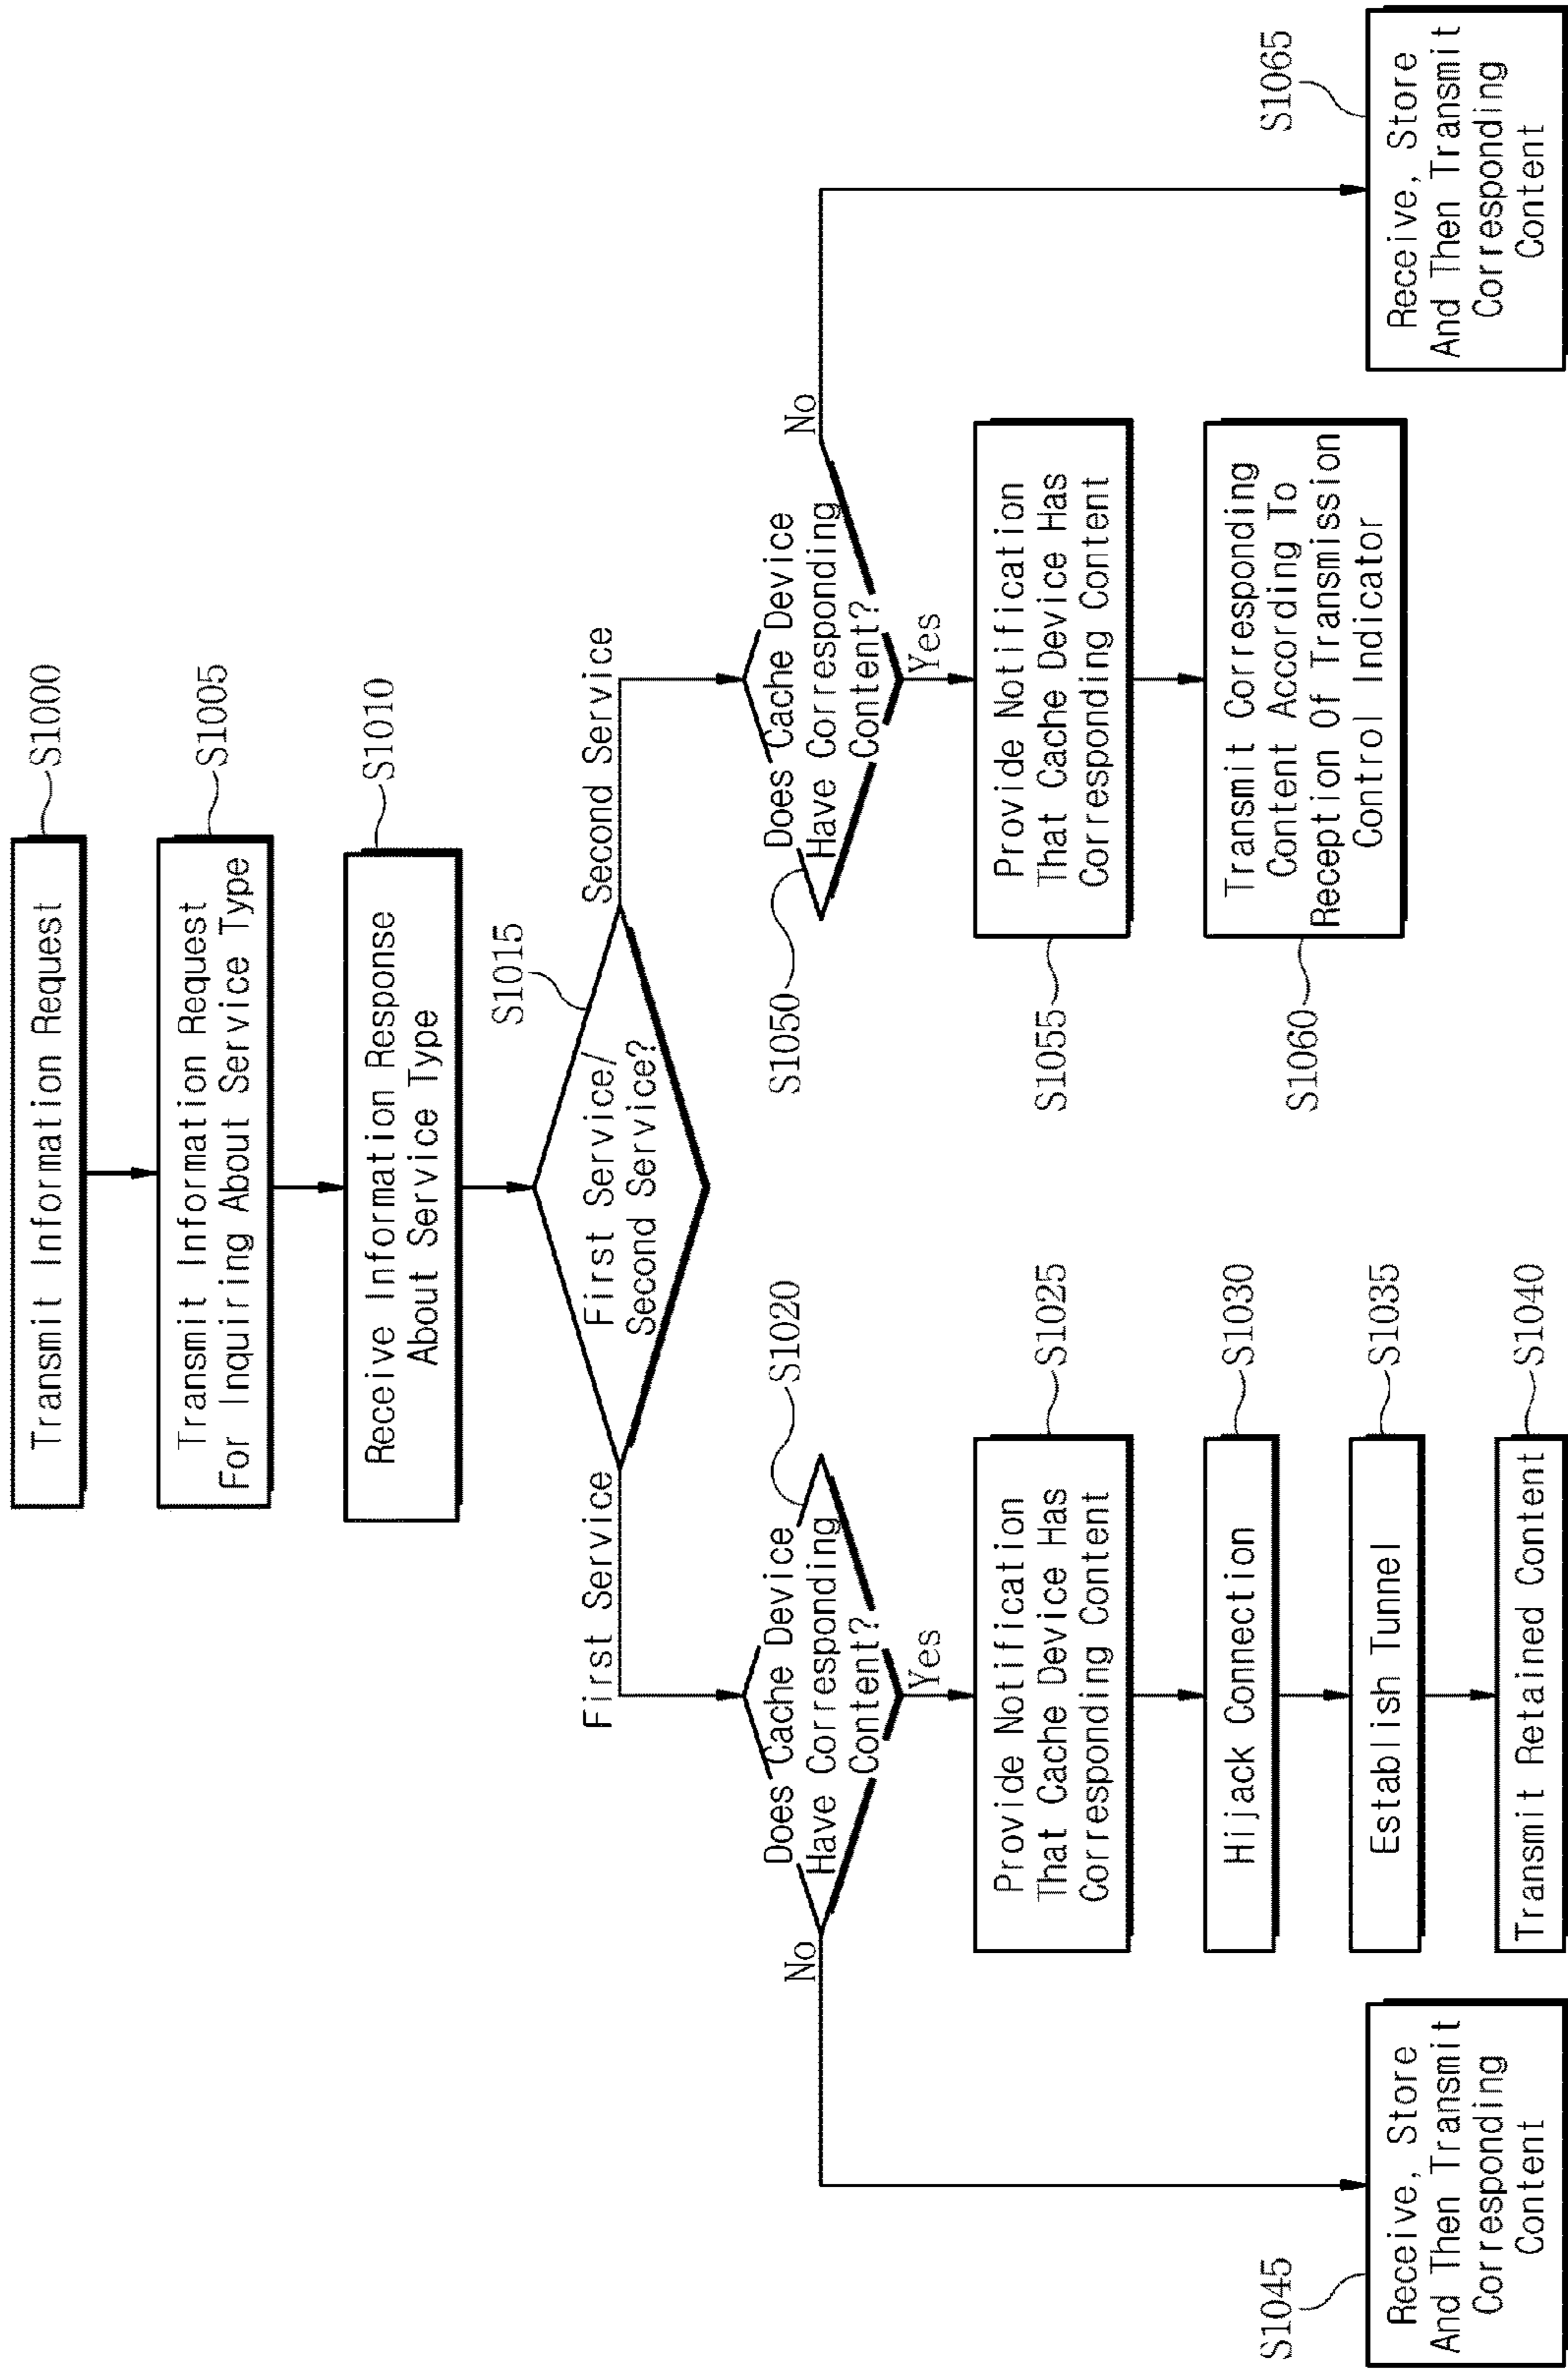 Transmit Information Request
S1000
Transmit Information Request
For Inquiring About Service Type
S1005
Receive Information Response
About Service Type
S1010
First Service/
Second Service?
S1015
First Service
Second Service
Does Cache Device
Have Corresponding
Content?
S1020
No
Yes
Provide Notification
That Cache Device Has
Corresponding Content
S1025
Hijack Connection
S1030
Establish Tunnel
S1035
Transmit Retained Content
S1040
Receive, Store
And Then Transmit
Corresponding
Content
S1045
Does Cache Device
Have Corresponding
Content?
S1050
No
Yes
Provide Notification
That Cache Device Has
Corresponding Content
S1055
Transmit Corresponding
Content According To
Reception Of Transmission
Control Indicator
S1060
Receive, Store
And Then Transmit
Corresponding
Content
S1065